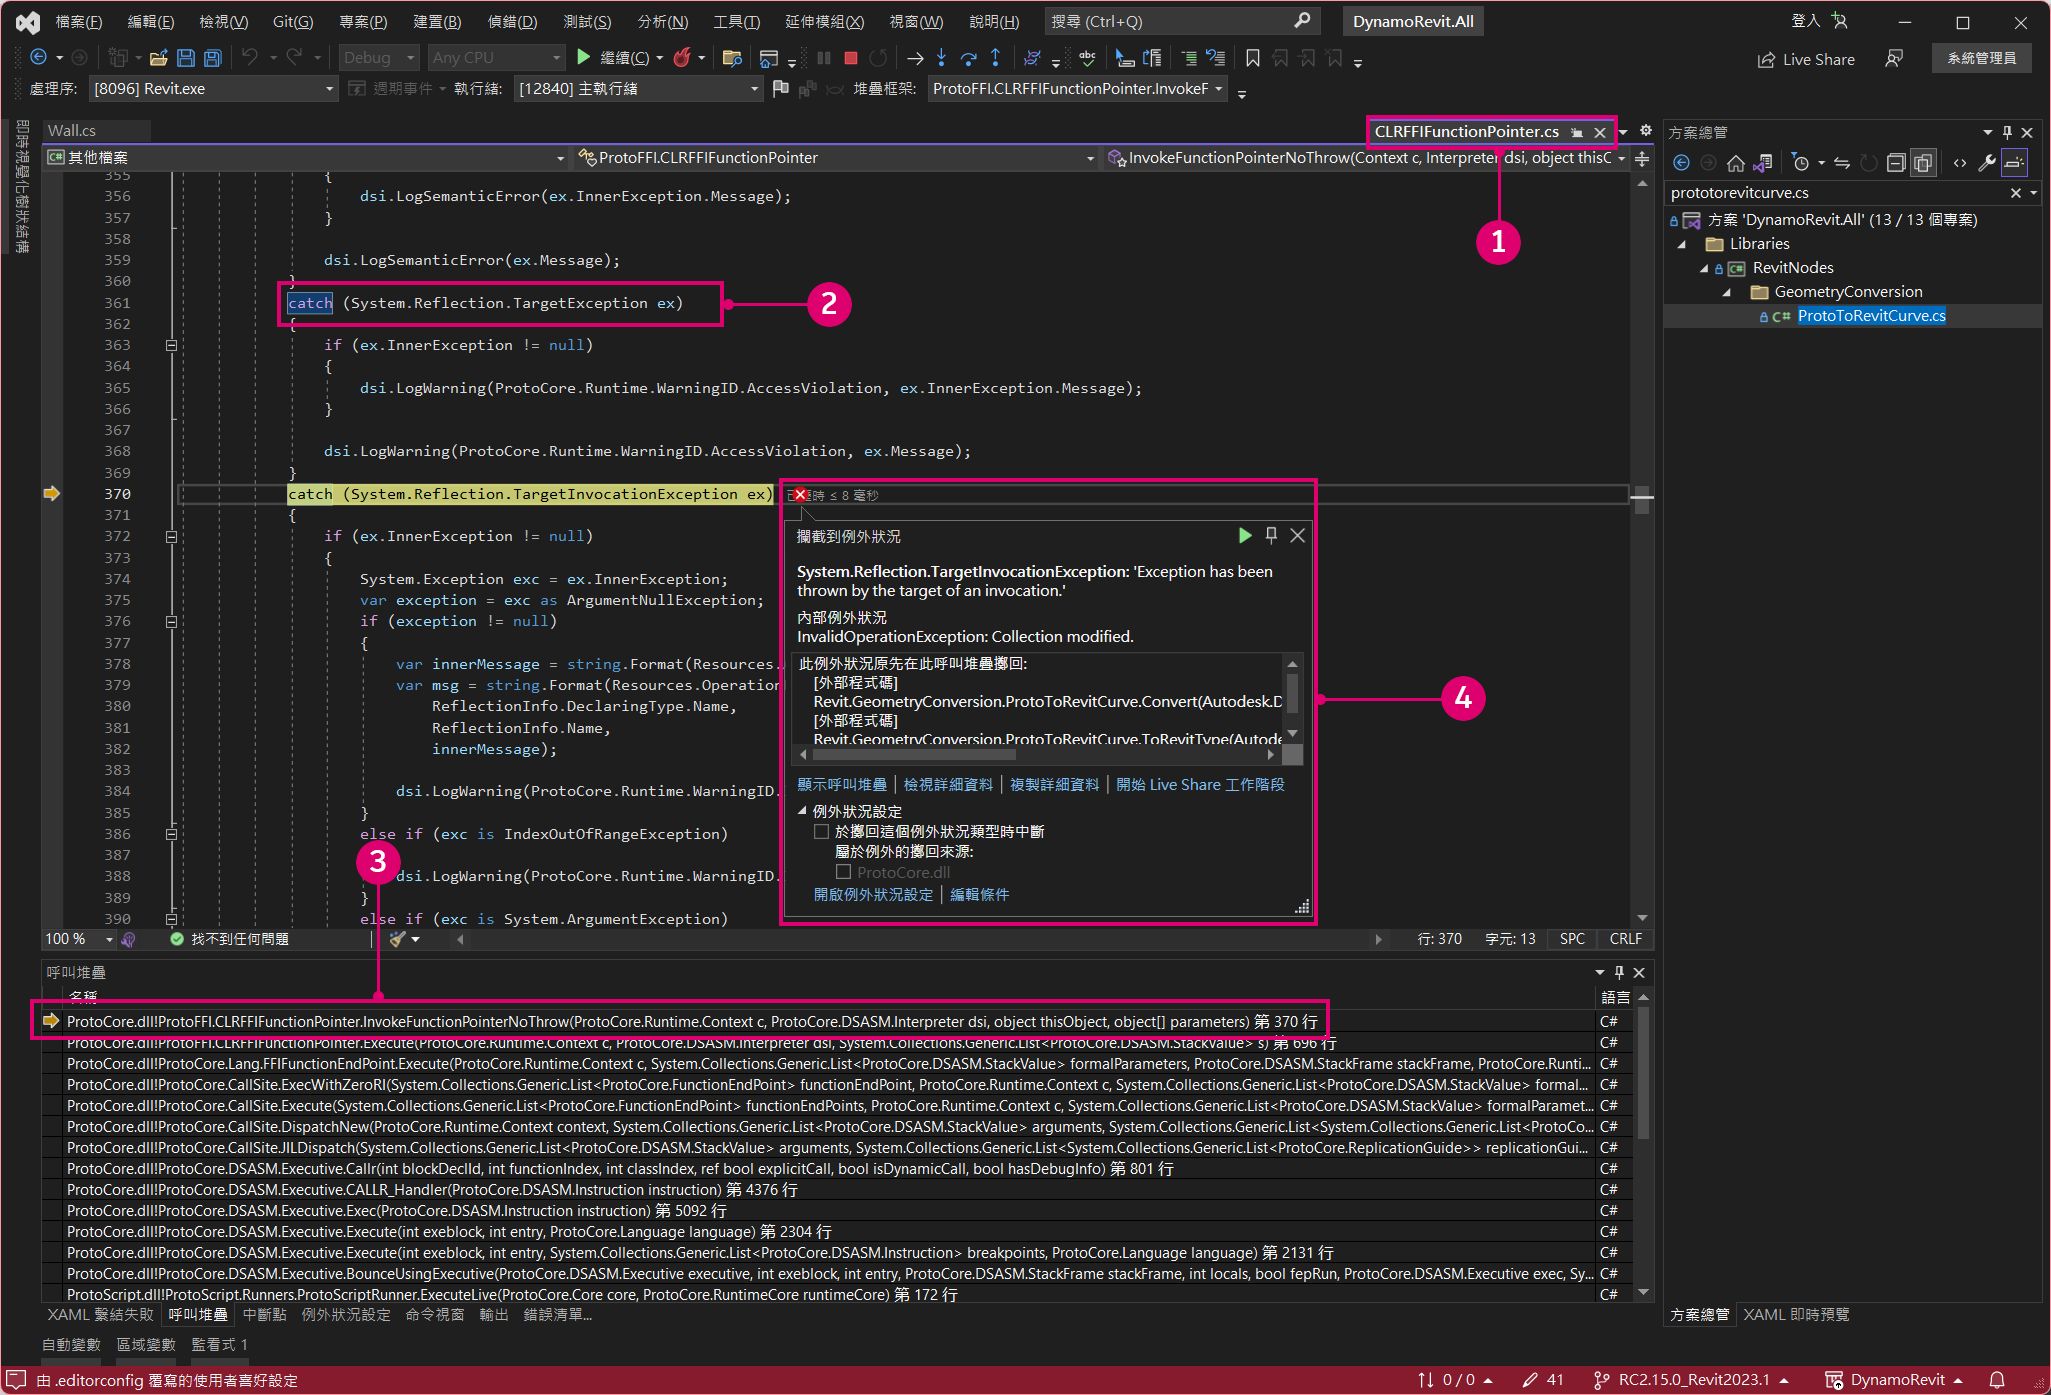 檔案(F) 編輯(E) 檢視(V) Git(G) 專案(P) 建置(B) 偵錯(D) 測試(S) 分析(N) 工具(T) 延伸模組(X) 視窗(W) 說明(H) 搜尋 (Ctrl+Q) DynamoRevit.All 登入
Debug Any CPU 繼續(C) Live Share 系統管理員
處理序: [8096] Revit.exe 週期事件 執行緒: [12840] 主執行緒 堆疊框架: ProtoFFI.CLRFFIFunctionPointer.InvokeF
即時視覺化樹狀結構
Wall.cs CLRFFIFunctionPointer.cs
其他檔案 ProtoFFI.CLRFFIFunctionPointer InvokeFunctionPointerNoThrow(Context c, Interpreter dsi, object thisC
1
355 {
356 dsi.LogSemanticError(ex.InnerException.Message);
357 }
358
359 dsi.LogSemanticError(ex.Message);
360 }
361 catch (System.Reflection.TargetException ex)
2
362 {
363 if (ex.InnerException != null)
364 {
365 dsi.LogWarning(ProtoCore.Runtime.WarningID.AccessViolation, ex.InnerException.Message);
366 }
367
368 dsi.LogWarning(ProtoCore.Runtime.WarningID.AccessViolation, ex.Message);
369 }
370 catch (System.Reflection.TargetInvocationException ex)
371 {
372 if (ex.InnerException != null)
373 {
374 System.Exception exc = ex.InnerException;
375 var exception = exc as ArgumentNullException;
376 if (exception != null)
377 {
378 var innerMessage = string.Format(Resources.
379 var msg = string.Format(Resources.Operation
380 ReflectionInfo.DeclaringType.Name,
381 ReflectionInfo.Name,
382 innerMessage);
383
384 dsi.LogWarning(ProtoCore.Runtime.WarningID.
385 }
386 else if (exc is IndexOutOfRangeException)
387
3
388 dsi.LogWarning(ProtoCore.Runtime.WarningID.
389 }
390 else if (exc is System.ArgumentException)
時 ≤ 8 毫秒
攔截到例外狀況
System.Reflection.TargetInvocationException: 'Exception has been
thrown by the target of an invocation.'
內部例外狀況
InvalidOperationException: Collection modified.
此例外狀況原先在此呼叫堆疊擲回:
[外部程式碼]
Revit.GeometryConversion.ProtoToRevitCurve.Convert(Autodesk.D
[外部程式碼]
Revit.GeometryConversion.ProtoToRevitCurve.ToRevitType(Autode
4
顯示呼叫堆疊 | 檢視詳細資料 | 複製詳細資料 | 開始 Live Share 工作階段
例外狀況設定
於擲回這個例外狀況類型時中斷
屬於例外的擲回來源:
ProtoCore.dll
開啟例外狀況設定 | 編輯條件
100 % 找不到任何問題 行: 370 字元: 13 SPC CRLF
呼叫堆疊
名稱 語言
ProtoCore.dll!ProtoFFI.CLRFFIFunctionPointer.InvokeFunctionPointerNoThrow(ProtoCore.Runtime.Context c, ProtoCore.DSASM.Interpreter dsi, object thisObject, object[] parameters) 第 370 行 C#
ProtoCore.dll!ProtoFFI.CLRFFIFunctionPointer.Execute(ProtoCore.Runtime.Context c, ProtoCore.DSASM.Interpreter dsi, System.Collections.Generic.List<ProtoCore.DSASM.StackValue> s) 第 696 行 C#
ProtoCore.dll!ProtoCore.Lang.FFIFunctionEndPoint.Execute(ProtoCore.Runtime.Context c, System.Collections.Generic.List<ProtoCore.DSASM.StackValue> formalParameters, ProtoCore.DSASM.StackFrame stackFrame, ProtoCore.Runti... C#
ProtoCore.dll!ProtoCore.CallSite.ExecWithZeroRI(System.Collections.Generic.List<ProtoCore.FunctionEndPoint> functionEndPoint, ProtoCore.Runtime.Context c, System.Collections.Generic.List<ProtoCore.DSASM.StackValue> formal... C#
ProtoCore.dll!ProtoCore.CallSite.Execute(System.Collections.Generic.List<ProtoCore.FunctionEndPoint> functionEndPoints, ProtoCore.Runtime.Context c, System.Collections.Generic.List<ProtoCore.DSASM.StackValue> formalParamet... C#
ProtoCore.dll!ProtoCore.CallSite.DispatchNew(ProtoCore.Runtime.Context context, System.Collections.Generic.List<ProtoCore.DSASM.StackValue> arguments, System.Collections.Generic.List<System.Collections.Generic.List<ProtoCo... C#
ProtoCore.dll!ProtoCore.CallSite.JILDispatch(System.Collections.Generic.List<ProtoCore.DSASM.StackValue> arguments, System.Collections.Generic.List<System.Collections.Generic.List<ProtoCore.ReplicationGuide>> replicationGui... C#
ProtoCore.dll!ProtoCore.DSASM.Executive.Callr(int blockDeclId, int functionIndex, int classIndex, ref bool explicitCall, bool isDynamicCall, bool hasDebugInfo) 第 801 行 C#
ProtoCore.dll!ProtoCore.DSASM.Executive.CALLR_Handler(ProtoCore.DSASM.Instruction instruction) 第 4376 行 C#
ProtoCore.dll!ProtoCore.DSASM.Executive.Exec(ProtoCore.DSASM.Instruction instruction) 第 5092 行 C#
ProtoCore.dll!ProtoCore.DSASM.Executive.Execute(int exeblock, int entry, ProtoCore.Language language) 第 2304 行 C#
ProtoCore.dll!ProtoCore.DSASM.Executive.Execute(int exeblock, int entry, System.Collections.Generic.List<ProtoCore.DSASM.Instruction> breakpoints, ProtoCore.Language language) 第 2131 行 C#
ProtoCore.dll!ProtoCore.DSASM.Executive.BounceUsingExecutive(ProtoCore.DSASM.Executive executive, int exeblock, int entry, ProtoCore.DSASM.StackFrame stackFrame, int locals, bool fepRun, ProtoCore.DSASM.Executive exec, Sy... C#
ProtoScript.dll!ProtoScript.Runners.ProtoScriptRunner.ExecuteLive(ProtoCore.Core core, ProtoCore.RuntimeCore runtimeCore) 第 172 行 C#
XAML 繫結失敗 呼叫堆疊 中斷點 例外狀況設定 命令視窗 輸出 錯誤清單...
自動變數 區域變數 監看式 1
方案總管
prototorevitcurve.cs
方案 'DynamoRevit.All' (13 / 13 個專案)
Libraries
RevitNodes
GeometryConversion
ProtoToRevitCurve.cs
方案總管 XAML 即時預覽
由 .editorconfig 覆寫的使用者喜好設定 0 / 0 41 RC2.15.0_Revit2023.1 DynamoRevit